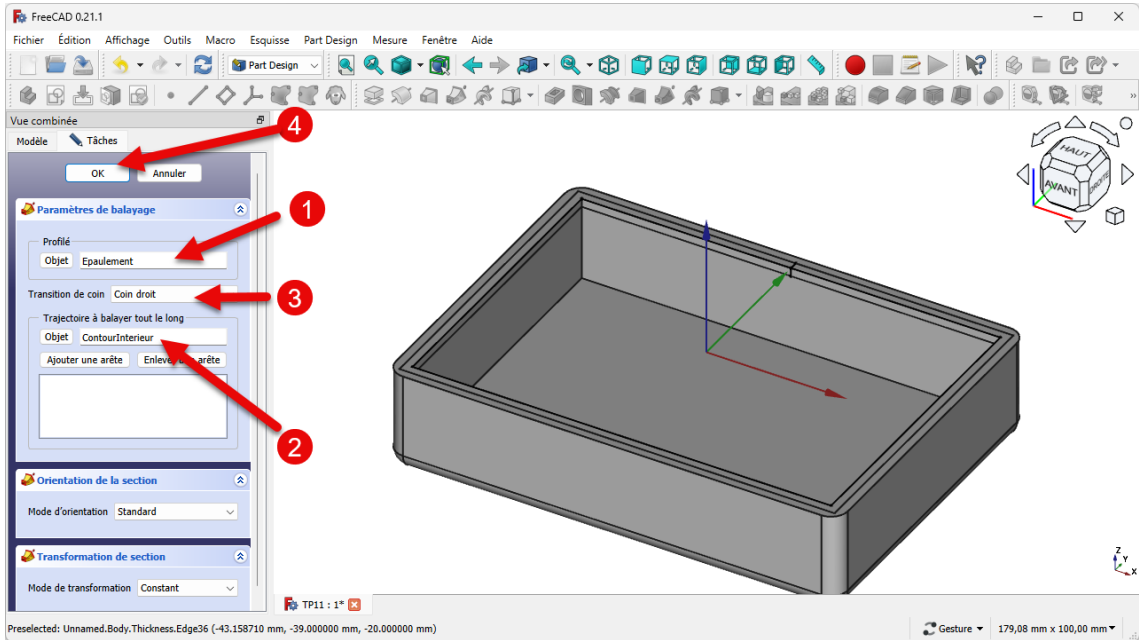 FreeCAD 0.21.1
Fichier Édition Affichage Outils Macro Esquisse Part Design Mesure Fenêtre Aide
Part Design
Vue combinée
Modèle Tâches
4
OK Annuler
Paramètres de balayage
1
Profilé
Objet Epaulement
Transition de coin Coin droit
3
Trajectoire à balayer tout le long
Objet ContourInterieur
Ajouter une arête Enlever une arête
2
Orientation de la section
Mode d'orientation Standard
Transformation de section
Mode de transformation Constant
HAUT
AVANT
DROITE
Z
Y
X
TP11 : 1*
Preselected: Unnamed.Body.Thickness.Edge36 (-43.158710 mm, -39.000000 mm, -20.000000 mm)
Gesture 179,08 mm x 100,00 mm